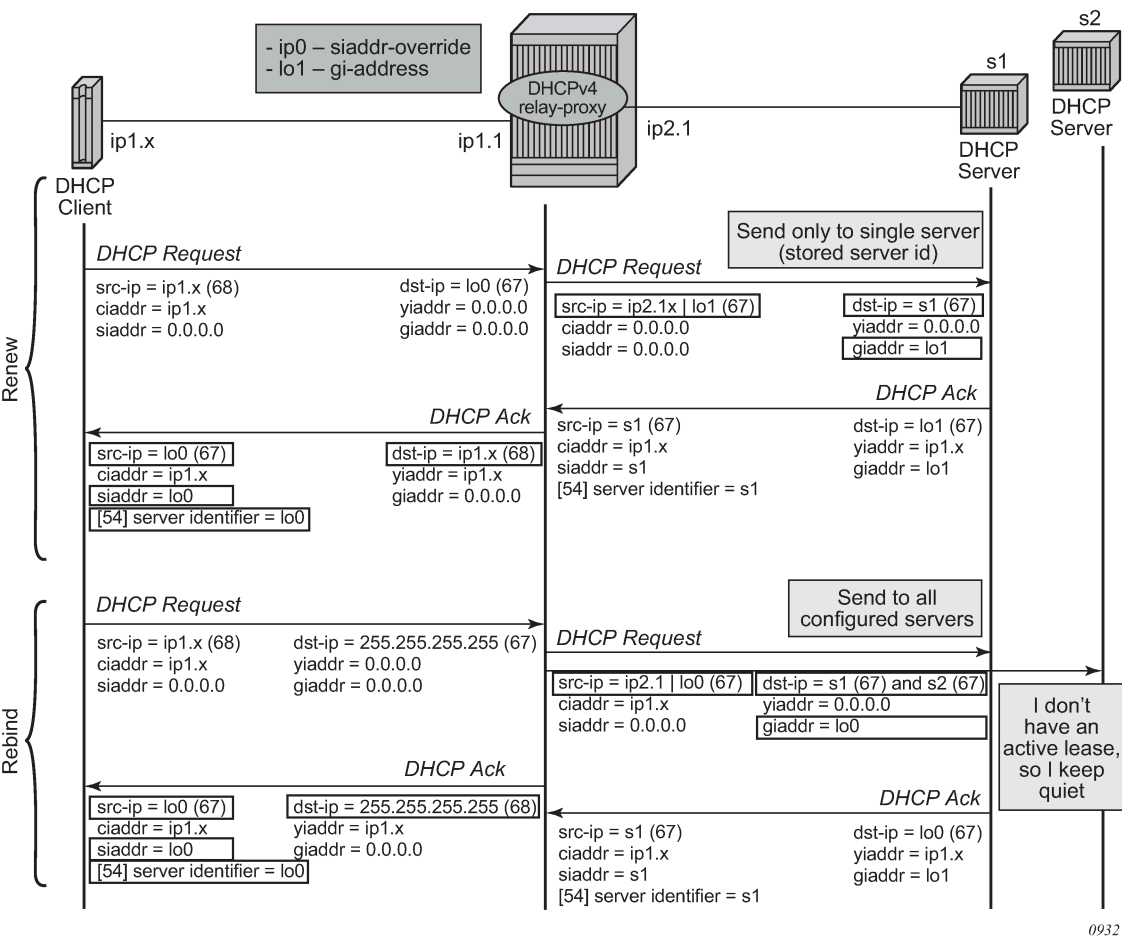 s2
- ip0 – siaddr-override
- lo1 – gi-address
s1
DHCPv4
relay-proxy
DHCP
Server
ip1.x
ip1.1
ip2.1
DHCP
Server
DHCP
Client
Renew
Send only to single server
(stored server id)
DHCP Request
DHCP Request
src-ip = ip1.x (68)
dst-ip = lo0 (67)
ciaddr = ip1.x
yiaddr = 0.0.0.0
siaddr = 0.0.0.0
giaddr = 0.0.0.0
src-ip = ip2.1x | lo1 (67)
dst-ip = s1 (67)
ciaddr = 0.0.0.0
yiaddr = 0.0.0.0
siaddr = 0.0.0.0
giaddr = lo1
DHCP Ack
DHCP Ack
src-ip = s1 (67)
dst-ip = lo1 (67)
ciaddr = ip1.x
yiaddr = ip1.x
siaddr = s1
giaddr = lo1
[54] server identifier = s1
src-ip = lo0 (67)
dst-ip = ip1.x (68)
ciaddr = ip1.x
yiaddr = ip1.x
siaddr = lo0
giaddr = 0.0.0.0
[54] server identifier = lo0
Rebind
Send to all
configured servers
DHCP Request
DHCP Request
src-ip = ip1.x (68)
dst-ip = 255.255.255.255 (67)
ciaddr = ip1.x
yiaddr = 0.0.0.0
siaddr = 0.0.0.0
giaddr = 0.0.0.0
src-ip = ip2.1 | lo0 (67)
dst-ip = s1 (67) and s2 (67)
ciaddr = ip1.x
yiaddr = 0.0.0.0
siaddr = 0.0.0.0
giaddr = lo0
I don't
have an
active lease,
so I keep
quiet
DHCP Ack
DHCP Ack
src-ip = lo0 (67)
dst-ip = 255.255.255.255 (68)
ciaddr = ip1.x
yiaddr = ip1.x
siaddr = lo0
giaddr = 0.0.0.0
[54] server identifier = lo0
src-ip = s1 (67)
dst-ip = lo0 (67)
ciaddr = ip1.x
yiaddr = ip1.x
siaddr = s1
giaddr = lo1
[54] server identifier = s1
0932